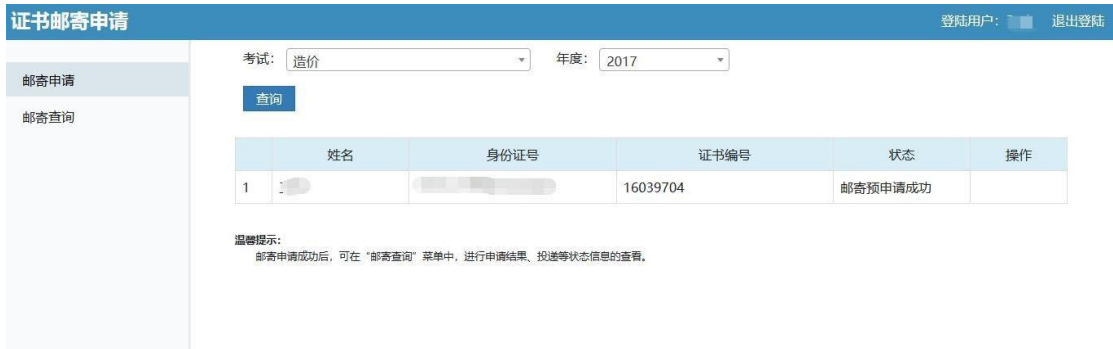 证书邮寄申请
登陆用户： 退出登陆
邮寄申请
邮寄查询
考试： 造价 年度： 2017
查询
姓名 身份证号 证书编号 状态 操作
1 16039704 邮寄预申请成功
温馨提示：
邮寄申请成功后，可在“邮寄查询”菜单中，进行申请结果、投递等状态信息的查看。